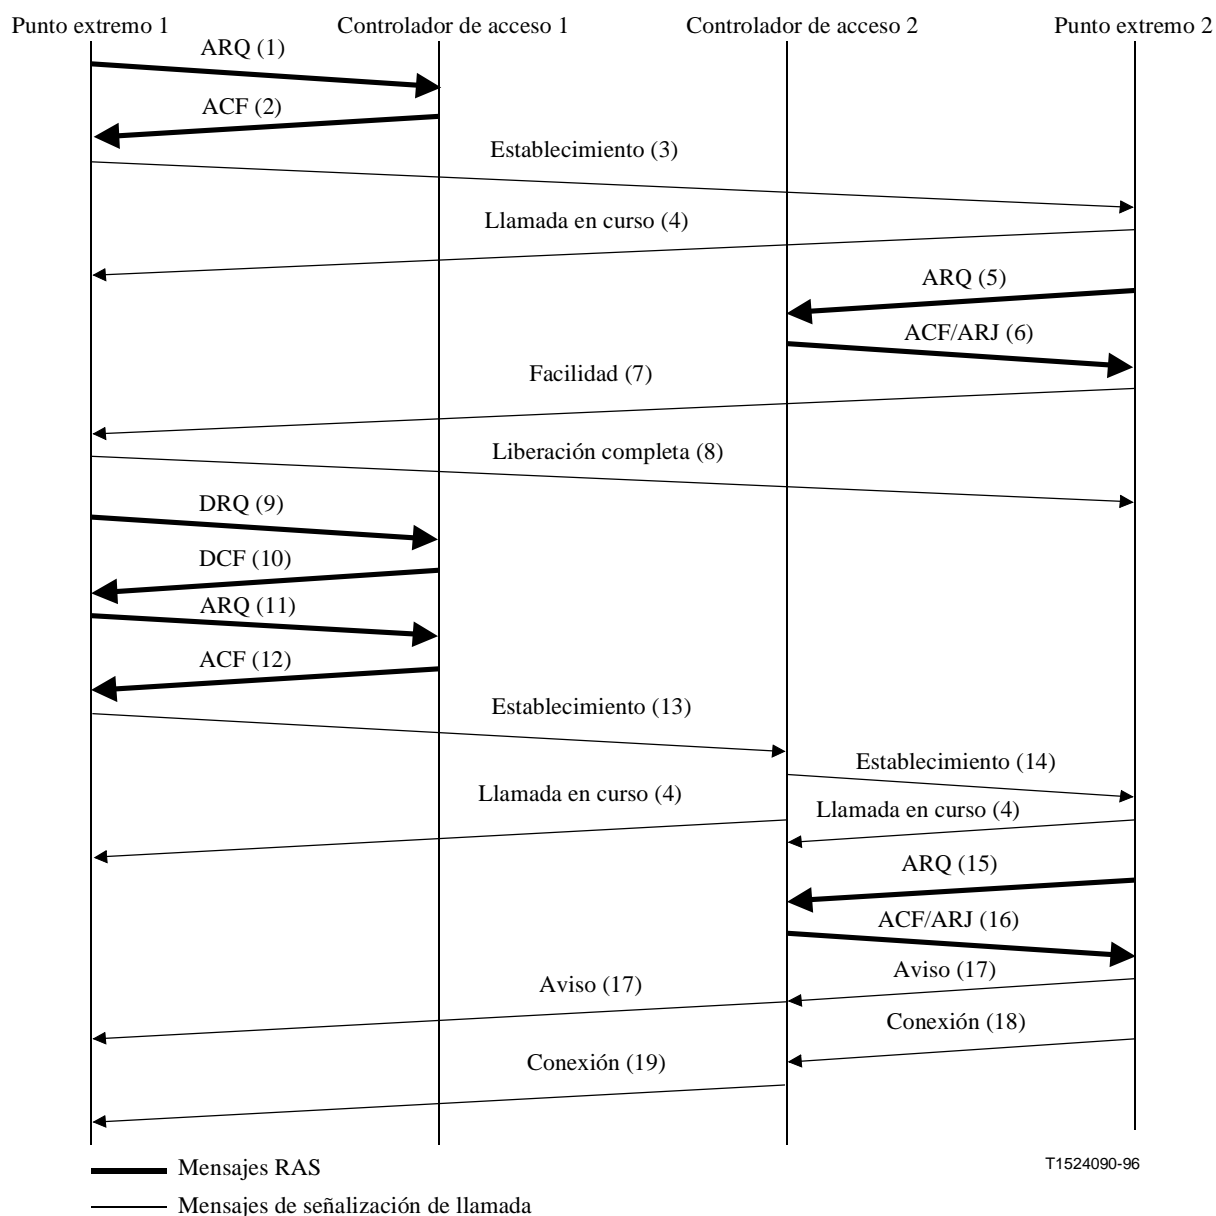 Punto extremo 1 Controlador de acceso 1 Controlador de acceso 2 Punto extremo 2
ARQ (1)
ACF (2)
Establecimiento (3)
Llamada en curso (4)
ARQ (5)
ACF/ARJ (6)
Facilidad (7)
Liberación completa (8)
DRQ (9)
DCF (10)
ARQ (11)
ACF (12)
Establecimiento (13)
Establecimiento (14)
Llamada en curso (4)
Llamada en curso (4)
ARQ (15)
ACF/ARJ (16)
Aviso (17)
Aviso (17)
Conexión (18)
Conexión (19)
Mensajes RAS
T1524090-96
Mensajes de señalización de llamada